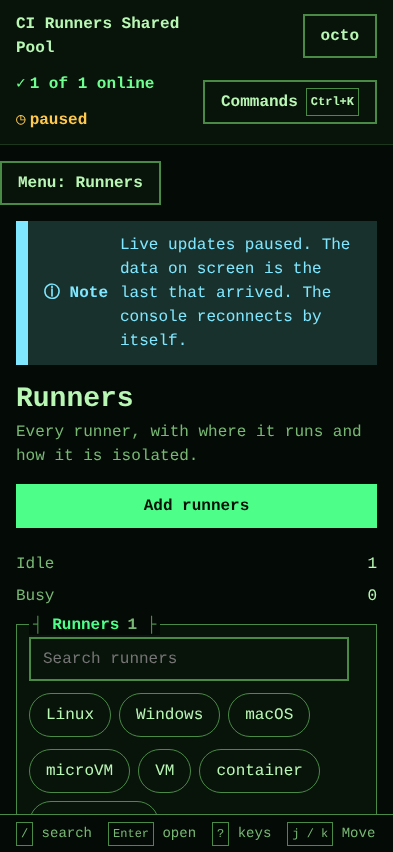 CI Runners Shared Pool
octo
✓ 1 of 1 online
◷ paused
Commands Ctrl+K
Menu: Runners
ⓘ Note
Live updates paused. The
data on screen is the
last that arrived. The
console reconnects by
itself.
Runners
Every runner, with where it runs and
how it is isolated.
Add runners
Idle 1
Busy 0
Runners 1
Search runners
Linux Windows macOS
microVM VM container
/ search Enter open ? keys j / k Move